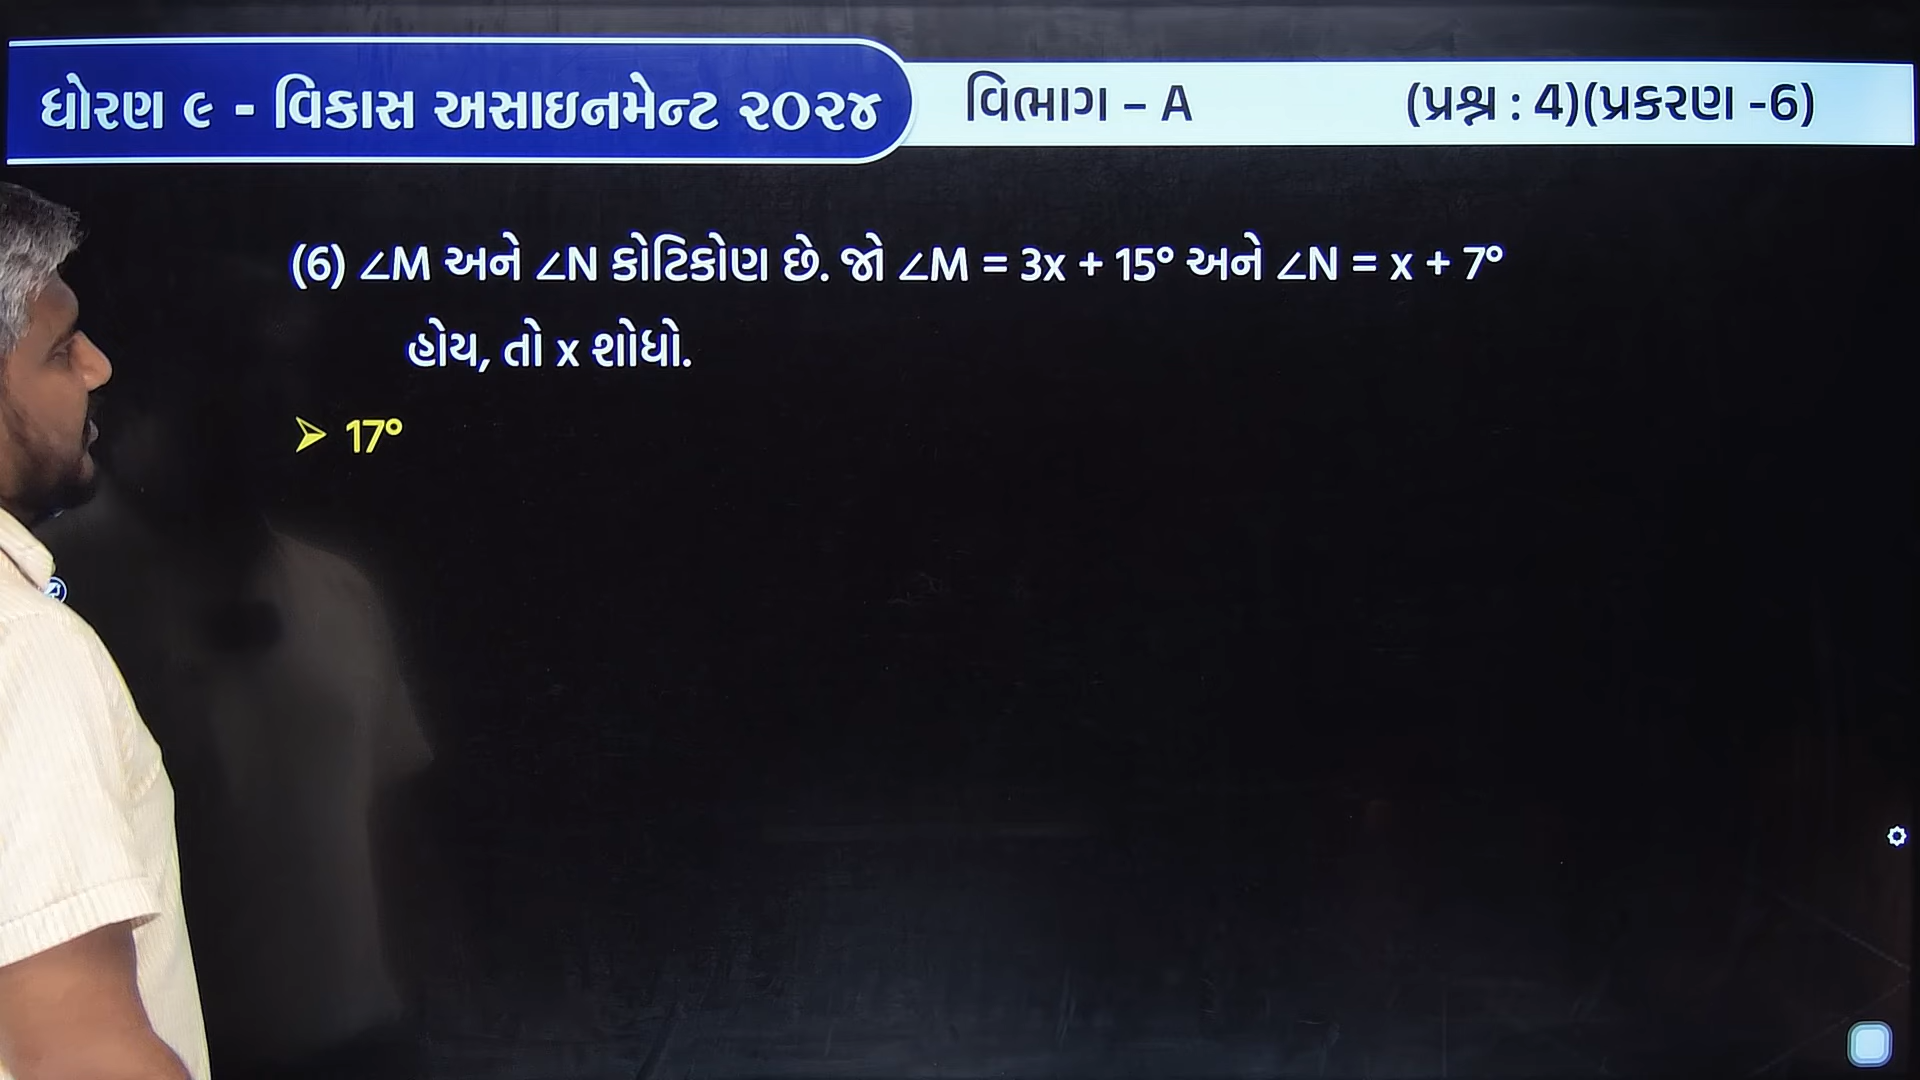 ધોરણ ૯ - વિકાસ અસાઇનમેન્ટ ૨૦૨૪
વિભાગ – A
(પ્રશ્ન : 4)(પ્રકરણ -6)
(6) ∠M અને ∠N કોટિકોણ છે. જો ∠M = 3x + 15° અને ∠N = x + 7°
હોય, તો x શોધો.
➢ 17°